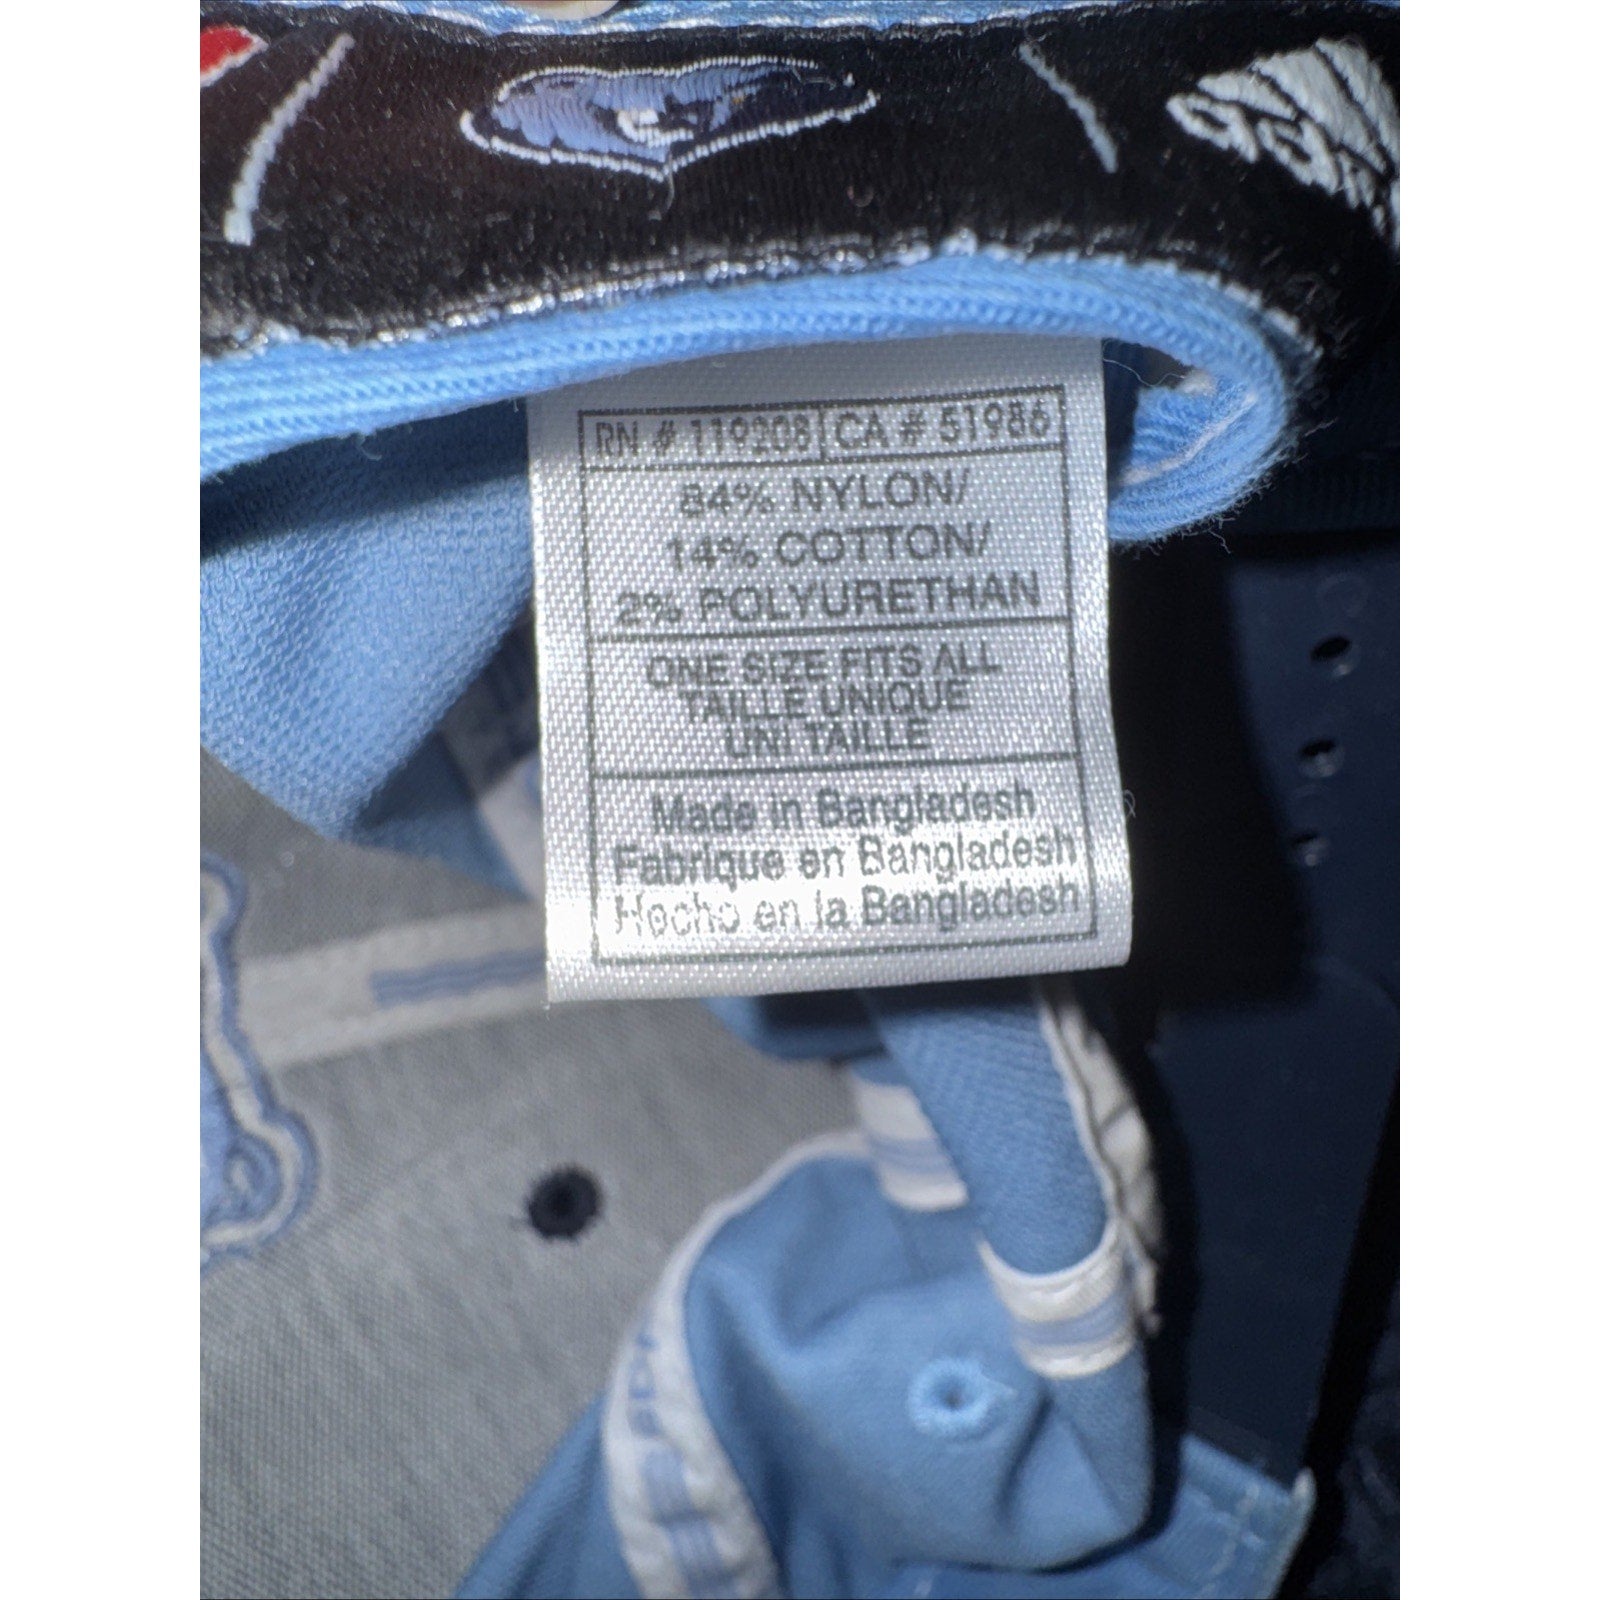 RN # 119208 CA # 51986
84% NYLON/
14% COTTON/
2% POLYURETHAN
ONE SIZE FITS ALL
TAILLE UNIQUE
UNI TAILLE
Made in Bangladesh
Fabrique en Bangladesh
Hecho en la Bangladesh